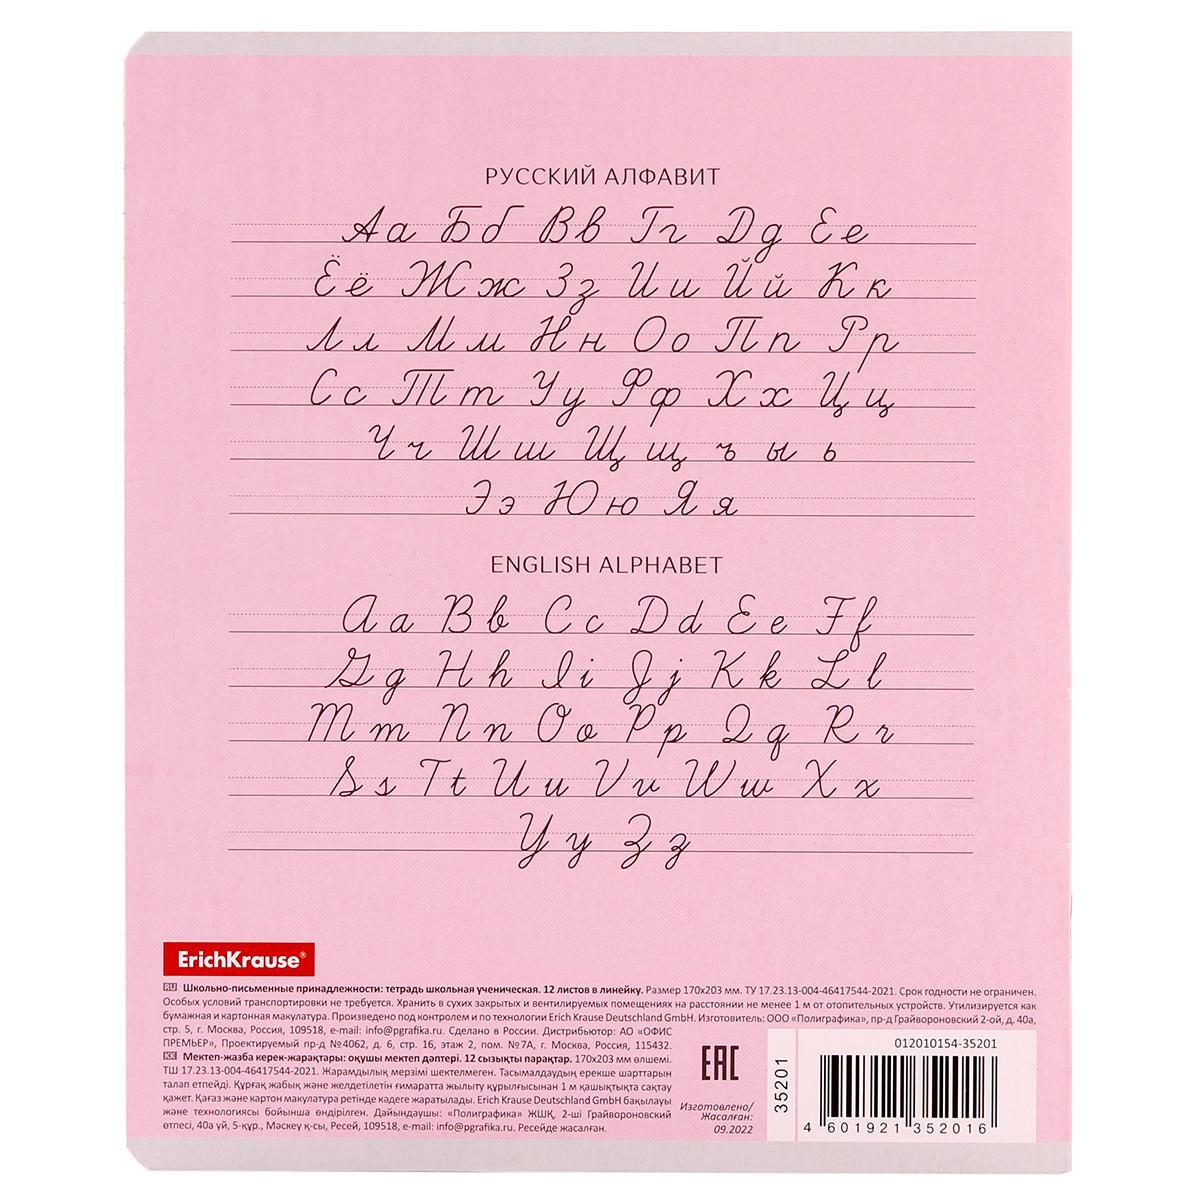 РУССКИЙ АЛФАВИТ
Аа Бб Вв Гг Дд Ее
Ёё Жж Зз Ии Йй Кк
Лл Мм Нн Оо Пп Рр
Сс Тт Уу Фф Хх Цц
Чч Шш Щщ ъ ы ь
Ээ Юю Яя
ENGLISH ALPHABET
Aa Bb Cc Dd Ee Ff
Gg Hh Ii Jj Kk Ll
Mm Nn Oo Pp Qq Rr
Ss Tt Uu Vv Ww Xx
Yy Zz
ErichKrause®
RU Школьно-письменные принадлежности: тетрадь школьная ученическая. 12 листов в линейку. Размер 170х203 мм. ТУ 17.23.13-004-46417544-2021. Срок годности не ограничен.
Особых условий транспортировки не требуется. Хранить в сухих закрытых и вентилируемых помещениях на расстоянии не менее 1 м от отопительных устройств. Утилизируется как
бумажная и картонная макулатура. Произведено под контролем и по технологии Erich Krause Deutschland GmbH. Изготовитель: ООО «Полиграфика», пр-д Грайвороновский 2-ой, д. 40а,
стр. 5, г. Москва, Россия, 109518, e-mail: info@pgrafika.ru. Сделано в России. Дистрибьютор: АО «ОФИС
ПРЕМЬЕР», Проектируемый пр-д №4062, д. 6, стр. 16, этаж 2, пом. №7А, г. Москва, Россия, 115432.
KK Мектеп-жазба керек-жарақтары: оқушы мектеп дәптері. 12 сызықты парақтар. 170х203 мм өлшемі.
ТШ 17.23.13-004-46417544-2021. Жарамдылық мерзімі шектелмеген. Тасымалдаудың ерекше шарттарын
талап етпейді. Құрғақ жабық және желдетілетін ғимаратта жылыту құрылғысынан 1 м қашықтықта сақтау
қажет. Қағаз және картон макулатура ретінде кәдеге жаратылады. Erich Krause Deutschland GmbH бақылауы
және технологиясы бойынша өндірілген. Дайындаушы: «Полиграфика» ЖШҚ, 2-ші Грайвороновский
өтпесі, 40а үй, 5-құр., Мәскеу қ-сы, Ресей, 109518, e-mail: info@pgrafika.ru. Ресейде жасалған.
EAC
Изготовлено/
Жасалған:
09.2022
35201
012010154-35201
4 601921 352016